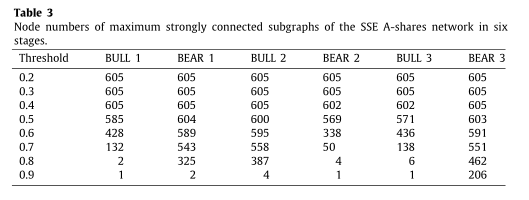 Table 3
Node numbers of maximum strongly connected subgraphs of the SSE A-shares network in six
stages.
Threshold BULL 1 BEAR 1 BULL 2 BEAR 2 BULL 3 BEAR 3
0.2 605 605 605 605 605 605
0.3 605 605 605 605 605 605
0.4 605 605 605 602 602 605
0.5 585 604 600 569 571 603
0.6 428 589 595 338 436 591
0.7 132 543 558 50 138 551
0.8 2 325 387 4 6 462
0.9 1 2 4 1 1 206